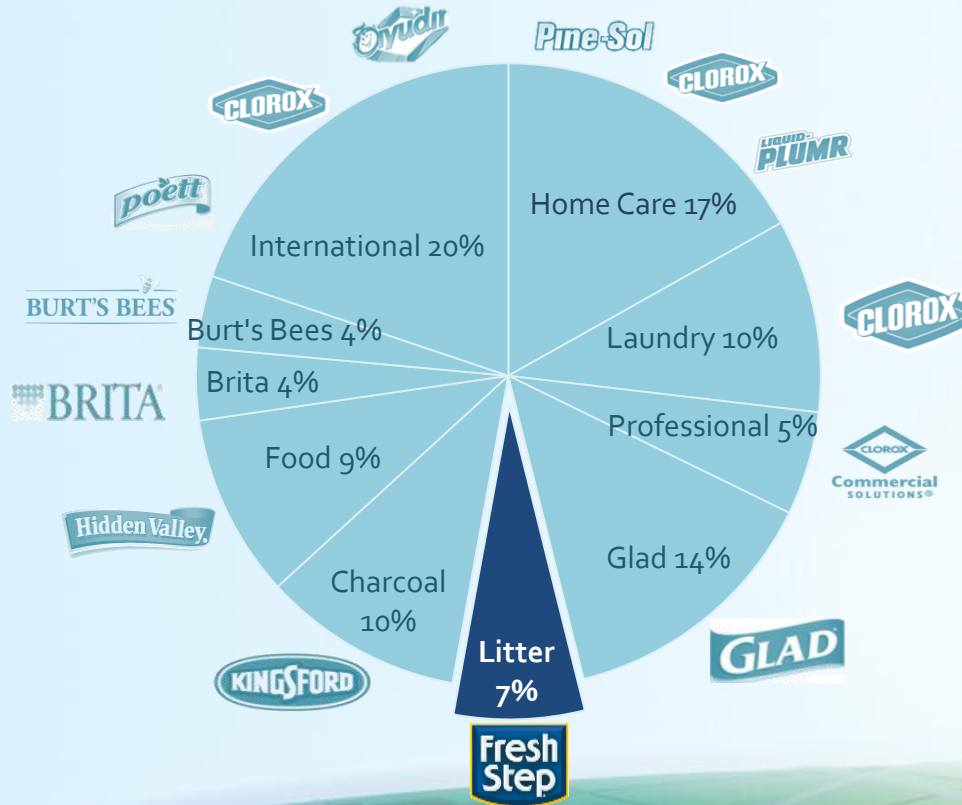 Ayudín
Pine-Sol
CLOROX
CLOROX
LIQUID-
PLUMR
Home Care 17%
poett
International 20%
BURT'S BEES
CLOROX
Burt's Bees 4%
Laundry 10%
Brita 4%
BRITA
Professional 5%
Food 9%
CLOROX
Commercial
SOLUTIONS®
Hidden Valley®
Glad 14%
Charcoal
10%
GLAD
Litter
7%
KINGSFORD
Fresh
Step®